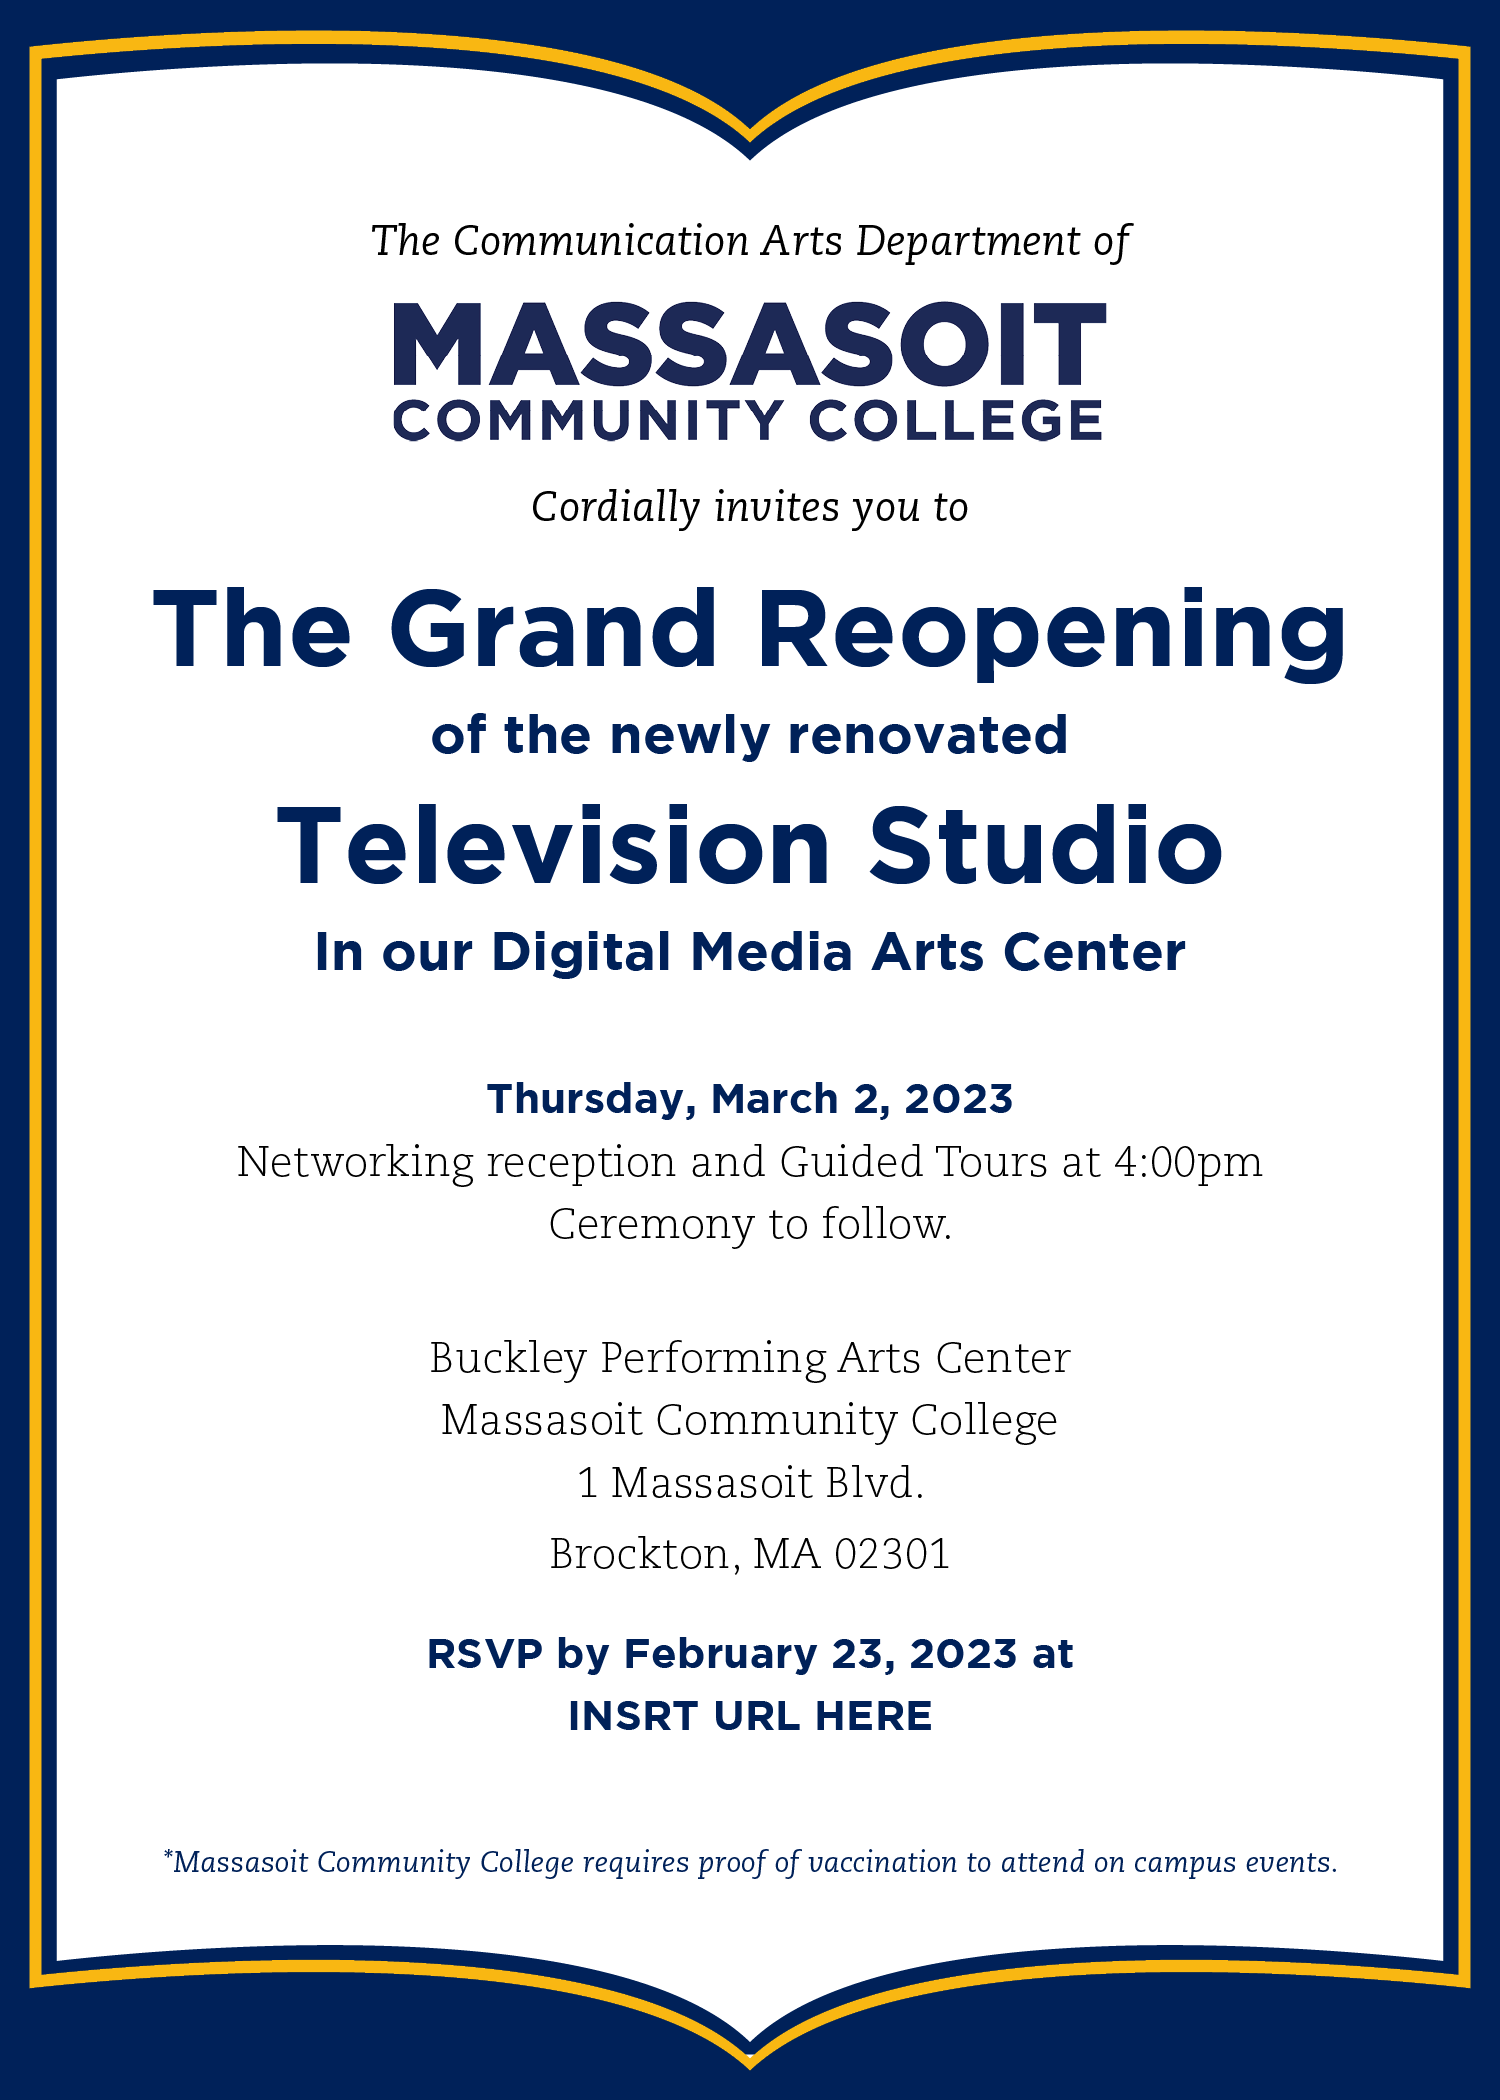 The Communication Arts Department of
MASSASOIT
COMMUNITY COLLEGE
Cordially invites you to
The Grand Reopening
of the newly renovated
Television Studio
In our Digital Media Arts Center
Thursday, March 2, 2023
Networking reception and Guided Tours at 4:00pm
Ceremony to follow.
Buckley Performing Arts Center
Massasoit Community College
1 Massasoit Blvd.
Brockton, MA 02301
RSVP by February 23, 2023 at
INSRT URL HERE
*Massasoit Community College requires proof of vaccination to attend on campus events.